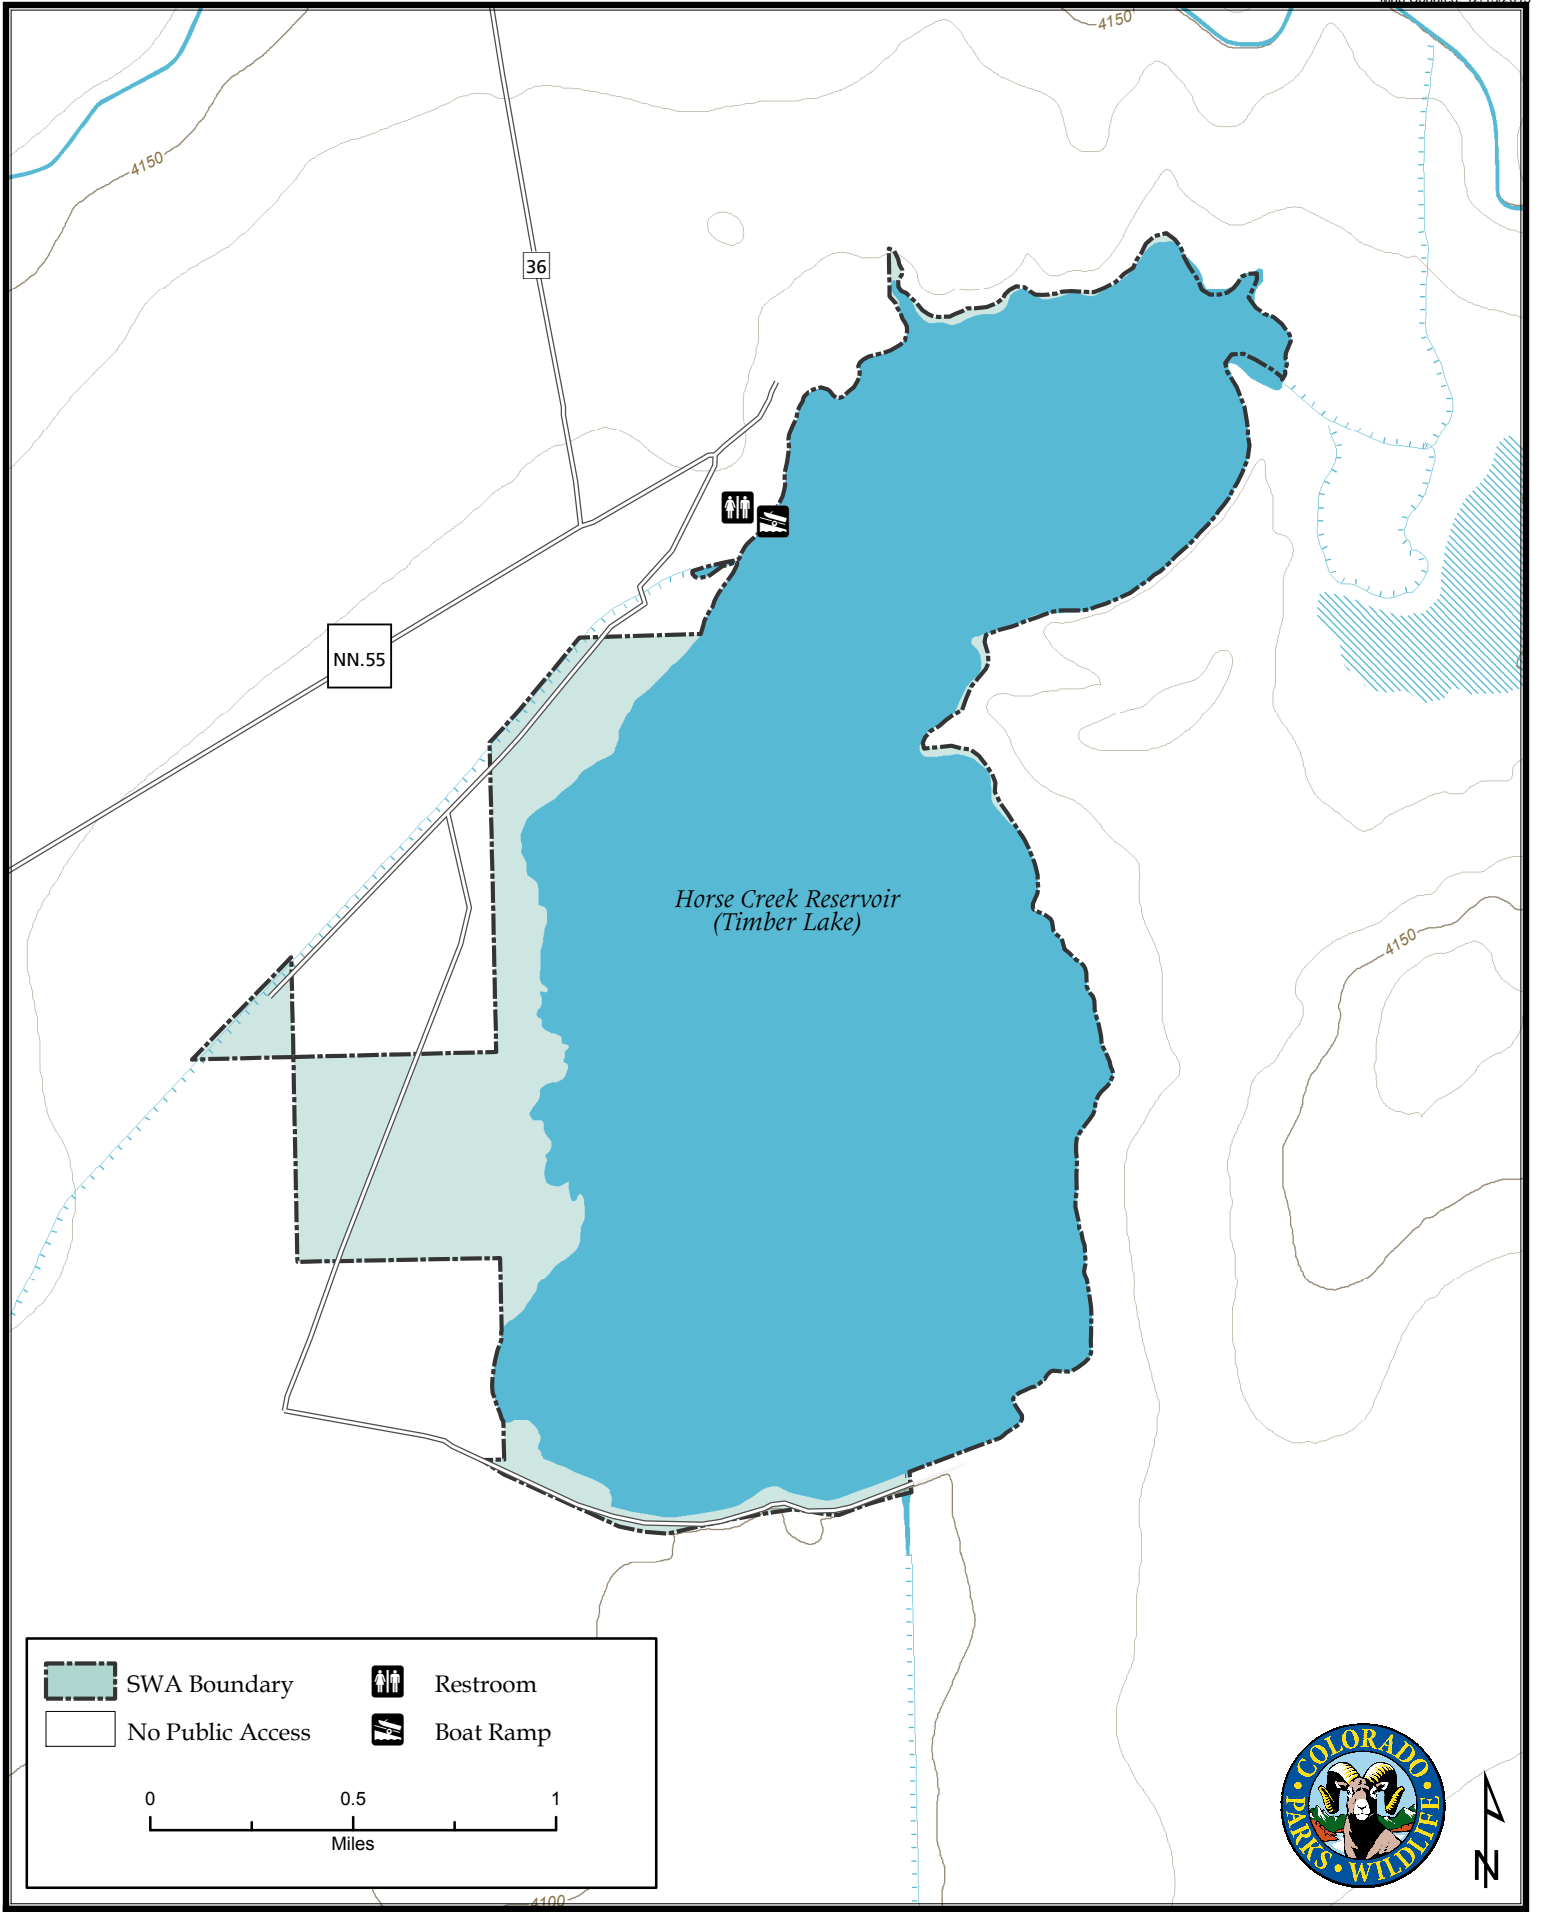 4150
4150
36
NN.55
Horse Creek Reservoir
(Timber Lake)
4150
SWA Boundary
Restroom
No Public Access
Boat Ramp
0 0.5 1
Miles
COLORADO
PARKS • WILDLIFE
N
4100